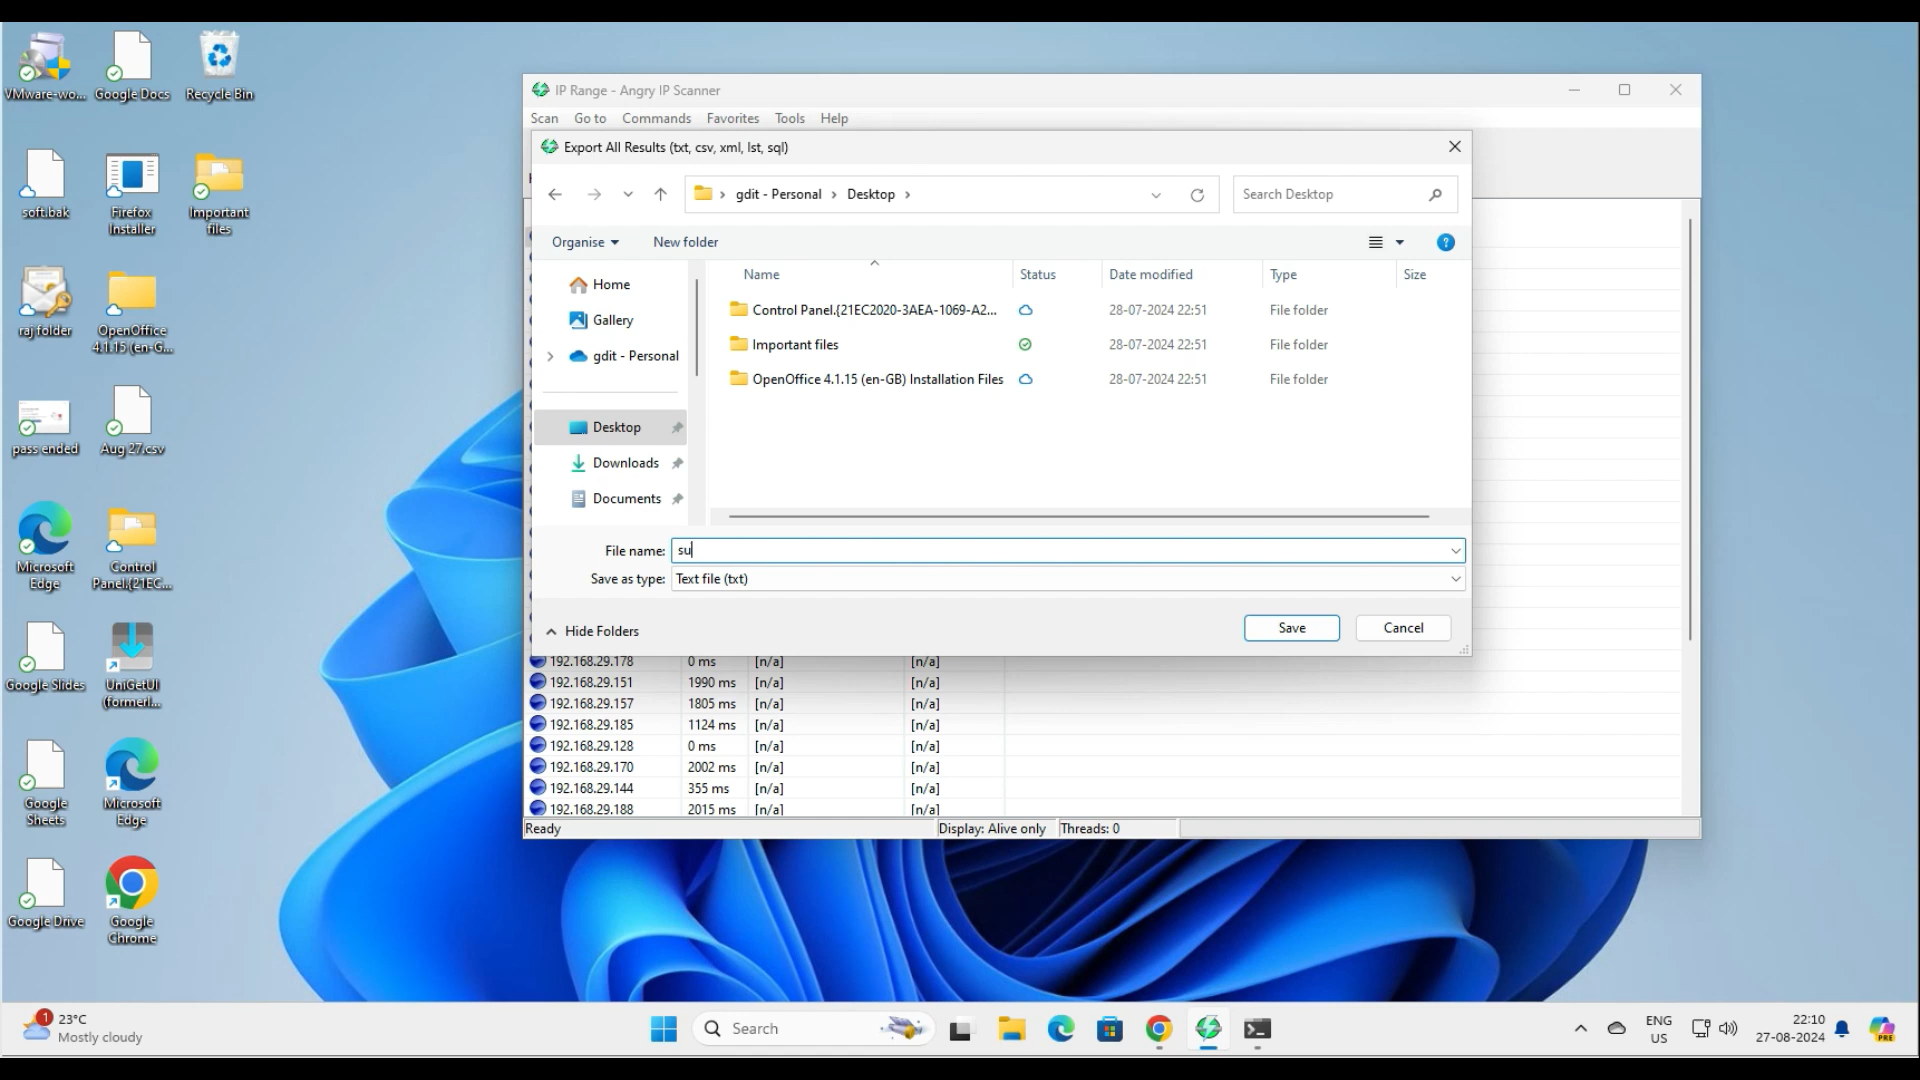 VMware-wo...
Google Docs
Recycle Bin
soft.bak
Firefox
Installer
Important
files
raj folder
OpenOffice
4.1.15 (en-G...
pass ended
Aug 27.csv
Microsoft
Edge
Control
Panel.{21EC...
Google Slides
UniGetUI
(formerl...
Google
Sheets
Microsoft
Edge
Google Drive
Google
Chrome
IP Range - Angry IP Scanner
Scan Go to Commands Favorites Tools Help
Export All Results (txt, csv, xml, lst, sql)
gdit - Personal Desktop
Search Desktop
Organise New folder
?
Home
Gallery
gdit - Personal
Desktop
Downloads
Documents
Name Status Date modified Type Size
Control Panel.{21EC2020-3AEA-1069-A2... 28-07-2024 22:51 File folder
Important files 28-07-2024 22:51 File folder
OpenOffice 4.1.15 (en-GB) Installation Files 28-07-2024 22:51 File folder
File name: su
Save as type: Text file (txt)
Hide Folders
Save Cancel
192.168.29.178 0 ms [n/a] [n/a]
192.168.29.151 1990 ms [n/a] [n/a]
192.168.29.157 1805 ms [n/a] [n/a]
192.168.29.185 1124 ms [n/a] [n/a]
192.168.29.128 0 ms [n/a] [n/a]
192.168.29.170 2002 ms [n/a] [n/a]
192.168.29.144 355 ms [n/a] [n/a]
192.168.29.188 2015 ms [n/a] [n/a]
Ready Display: Alive only Threads: 0
1
23°C
Mostly cloudy
Search
ENG
US
22:10
27-08-2024
PRE